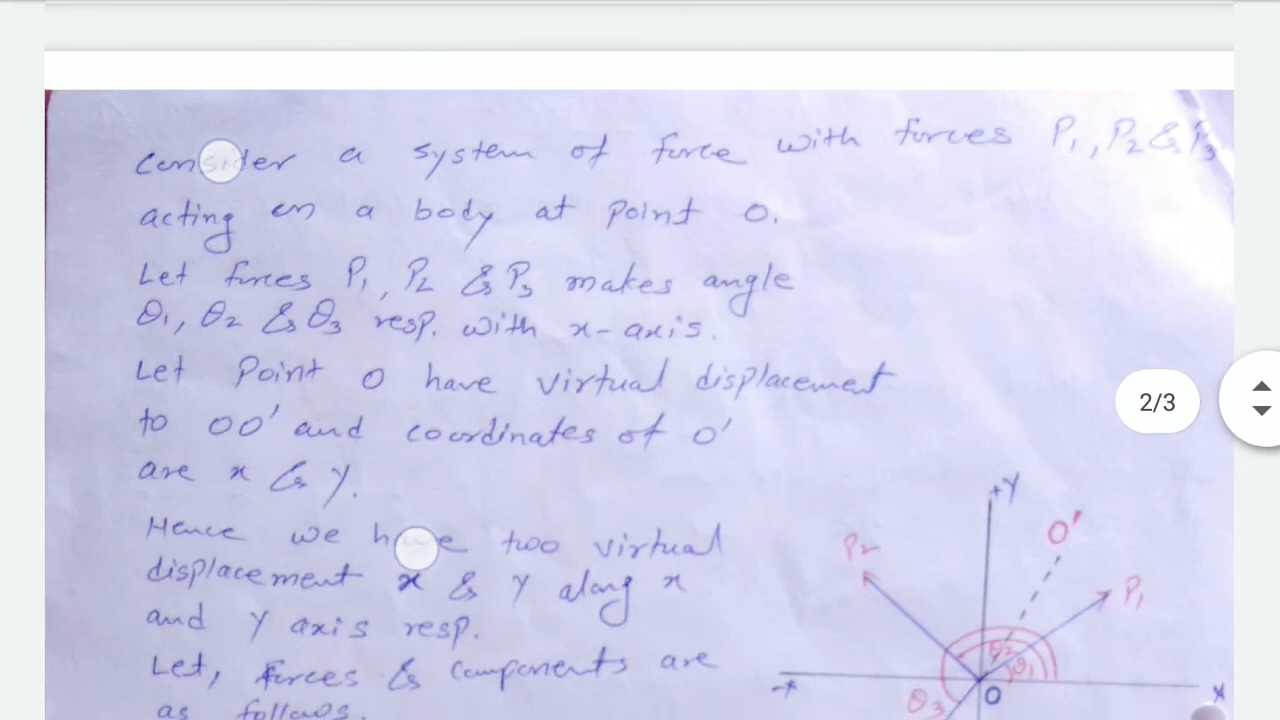 Consider a system of force with forces P1, P2 & P3
acting on a body at point O.
Let forces P1, P2 & P3 makes angle
θ1, θ2 & θ3 resp. with x-axis.
Let Point O have virtual displacement
to OO' and coordinates of O'
are x & y.
Hence we have two virtual
displacement x & y along x
and y axis resp.
Let, forces & components are
as follows.
2/3
+Y
O'
P2
P1
θ2
θ1
θ3
O
-x
x